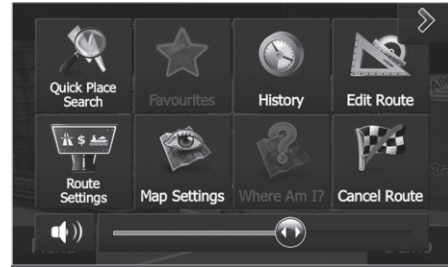 Quick Place
Search
Favourites
History
Edit Route
$
Route
Settings
Map Settings
Where Am I?
Cancel Route